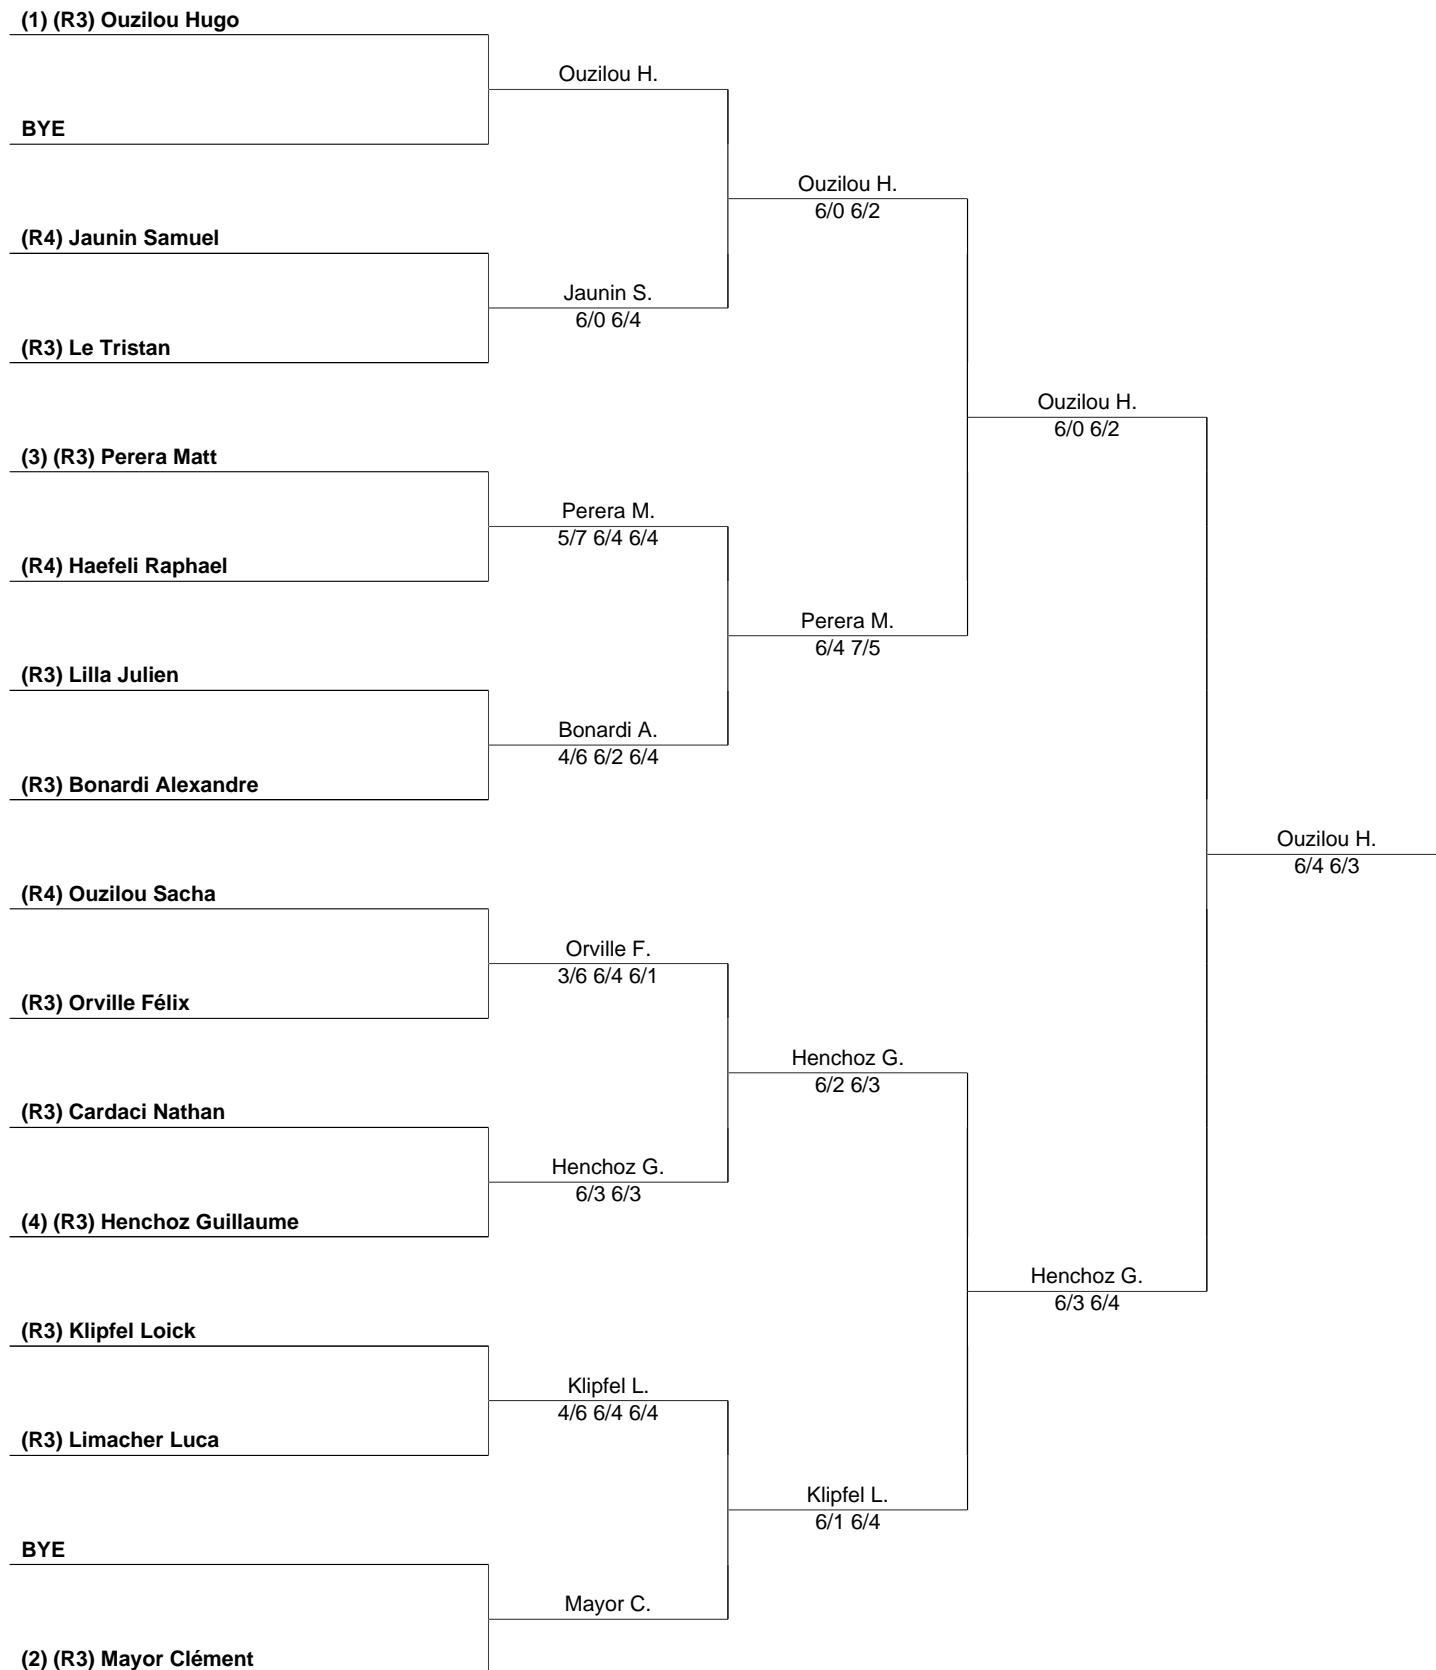 (1) (R3) Ouzilou Hugo
Ouzilou H.
BYE
Ouzilou H.
6/0 6/2
(R4) Jaunin Samuel
Jaunin S.
6/0 6/4
(R3) Le Tristan
Ouzilou H.
6/0 6/2
(3) (R3) Perera Matt
Perera M.
5/7 6/4 6/4
(R4) Haefeli Raphael
Perera M.
6/4 7/5
(R3) Lilla Julien
Bonardi A.
4/6 6/2 6/4
(R3) Bonardi Alexandre
Ouzilou H.
6/4 6/3
(R4) Ouzilou Sacha
Orville F.
3/6 6/4 6/1
(R3) Orville Félix
Henchoz G.
6/2 6/3
(R3) Cardaci Nathan
Henchoz G.
6/3 6/3
(4) (R3) Henchoz Guillaume
Henchoz G.
6/3 6/4
(R3) Klipfel Loick
Klipfel L.
4/6 6/4 6/4
(R3) Limacher Luca
Klipfel L.
6/1 6/4
BYE
Mayor C.
(2) (R3) Mayor Clément